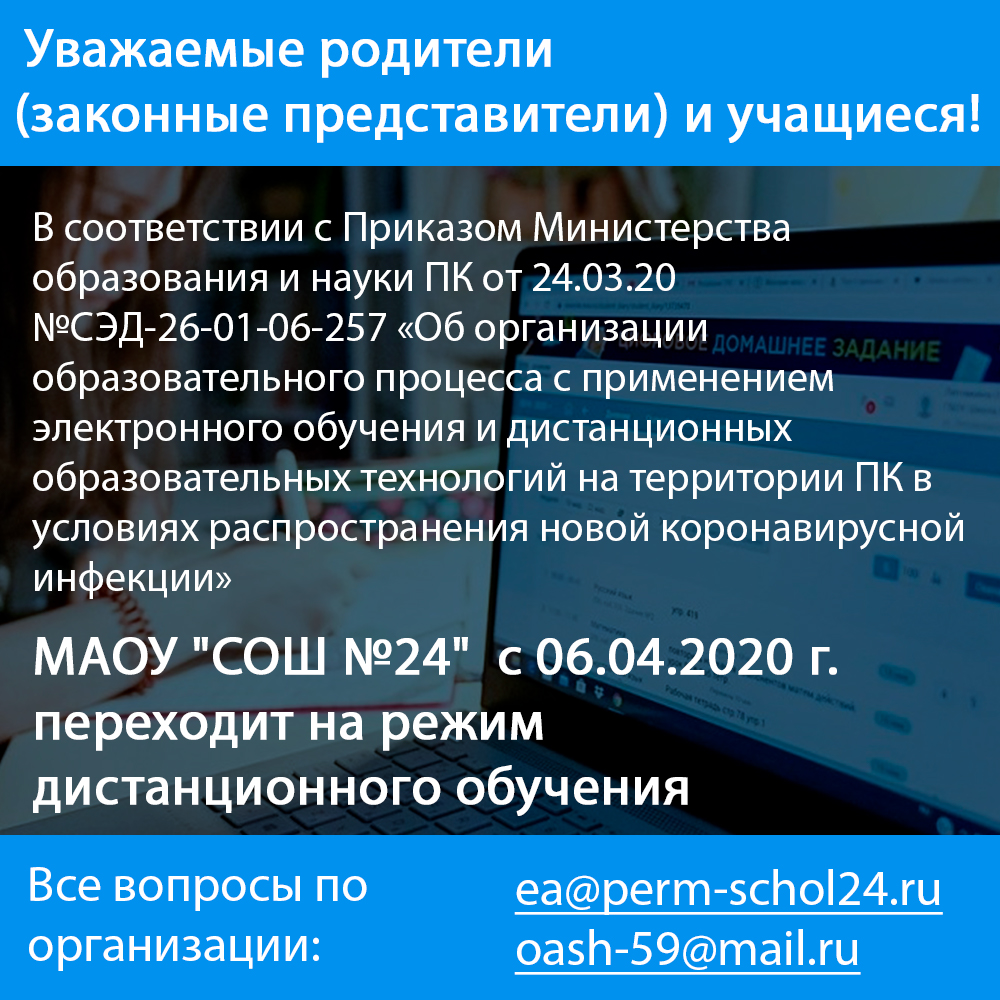 Уважаемые родители
(законные представители) и учащиеся!
В соответствии с Приказом Министерства
образования и науки ПК от 24.03.20
№СЭД-26-01-06-257 «Об организации
ЦИФРОВОЕ ДОМАШНЕЕ ЗАДАНИЕ
образовательного процесса с применением
электронного обучения и дистанционных
образовательных технологий на территории ПК в
условиях распространения новой коронавирусной
инфекции»
МАОУ "СОШ №24" с 06.04.2020 г.
переходит на режим
дистанционного обучения
Все вопросы по
организации:
ea@perm-schol24.ru
oash-59@mail.ru